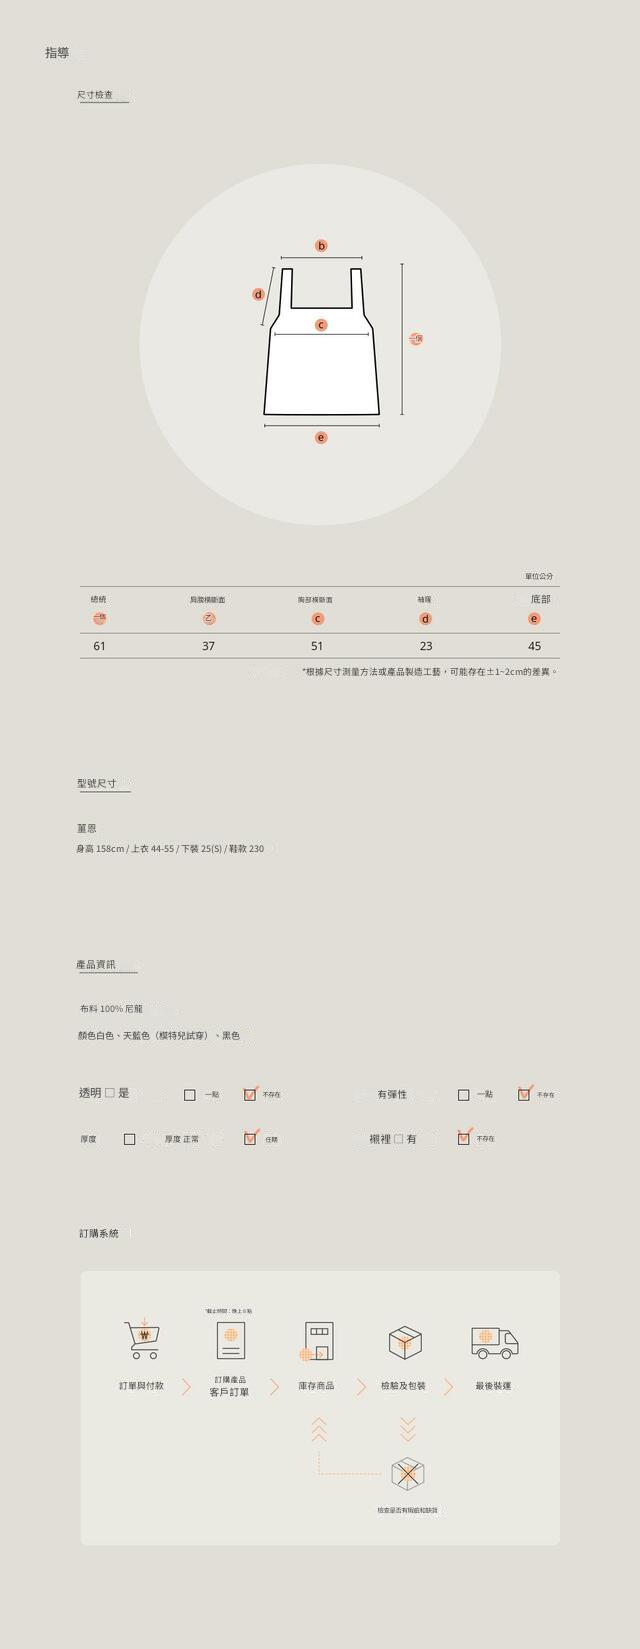 指導
尺寸檢查
b
d
c
一個
e
單位公分
總統 肩膀橫斷面 胸部橫斷面 袖窿 底部
一個 乙 c d e
61 37 51 23 45
*根據尺寸測量方法或產品製造工藝，可能存在±1~2cm的差異。
型號尺寸
薑恩
身高 158cm / 上衣 44-55 / 下裝 25(S) / 鞋款 230
產品資訊
布料 100% 尼龍
顏色白色、天藍色（模特兒試穿）、黑色
透明 □ 是 一點 不存在 有彈性 一點 不存在
厚度 厚度 正常 任期 襯裡 □ 有 不存在
訂購系統
*截止時間：晚上 8 點
₩
訂單與付款 訂購產品 庫存商品 檢驗及包裝 最後裝運
客戶訂單
檢查是否有瑕疵和缺貨